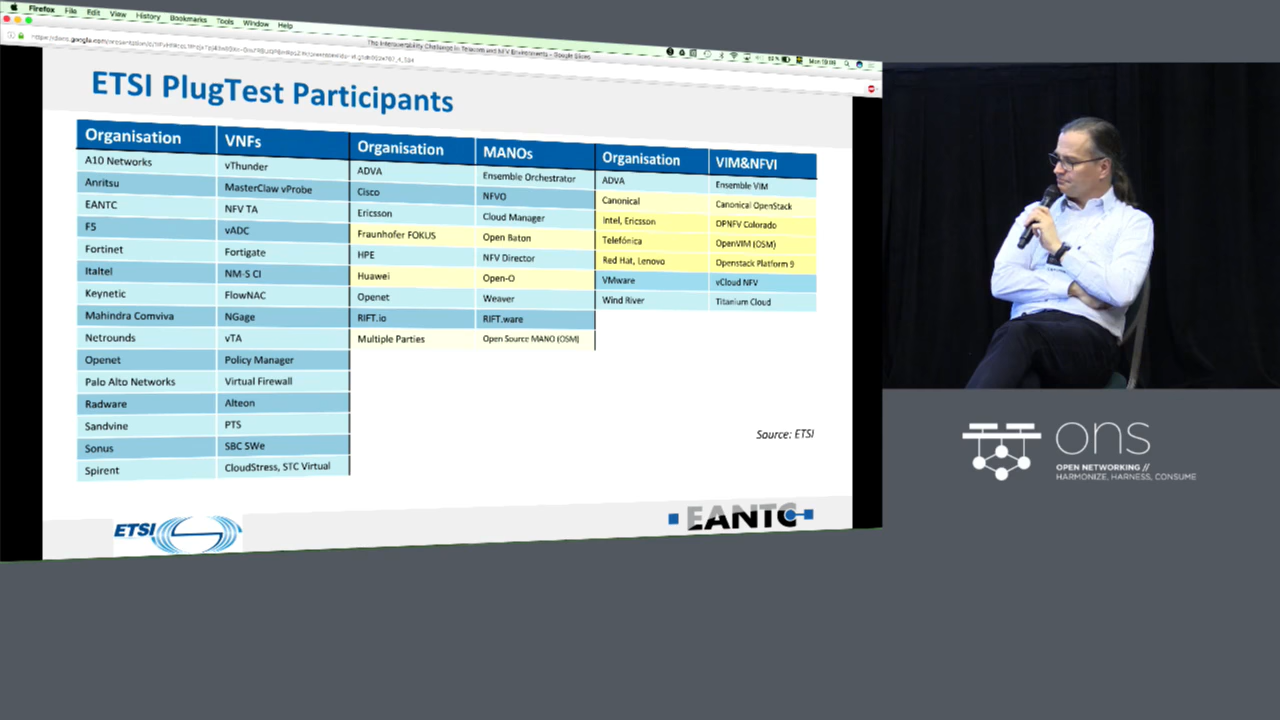 Firefox File Edit View History Bookmarks Tools Window Help
The Interoperability Challenge in Telecom and NFV Environments - Google Slides
ETSI PlugTest Participants
Organisation VNFs Organisation MANOs Organisation VIM&NFVI
A10 Networks vThunder ADVA Ensemble Orchestrator ADVA Ensemble VIM
Anritsu MasterClaw vProbe Cisco NFVO Canonical Canonical OpenStack
EANTC NFV TA Ericsson Cloud Manager Intel, Ericsson OPNFV Colorado
F5 vADC Fraunhofer FOKUS Open Baton Telefónica OpenVIM (OSM)
Fortinet Fortigate HPE NFV Director Red Hat, Lenovo Openstack Platform 9
Italtel NM-S CI Huawei Open-O VMware vCloud NFV
Keynetic FlowNAC Openet Weaver Wind River Titanium Cloud
Mahindra Comviva NGage RIFT.io RIFT.ware
Netrounds vTA Multiple Parties Open Source MANO (OSM)
Openet Policy Manager
Palo Alto Networks Virtual Firewall
Radware Alteon
Sandvine PTS
Sonus SBC SWe
Spirent CloudStress, STC Virtual
Source: ETSI
ETSI
EANTC
ons
OPEN NETWORKING //
HARMONIZE, HARNESS, CONSUME